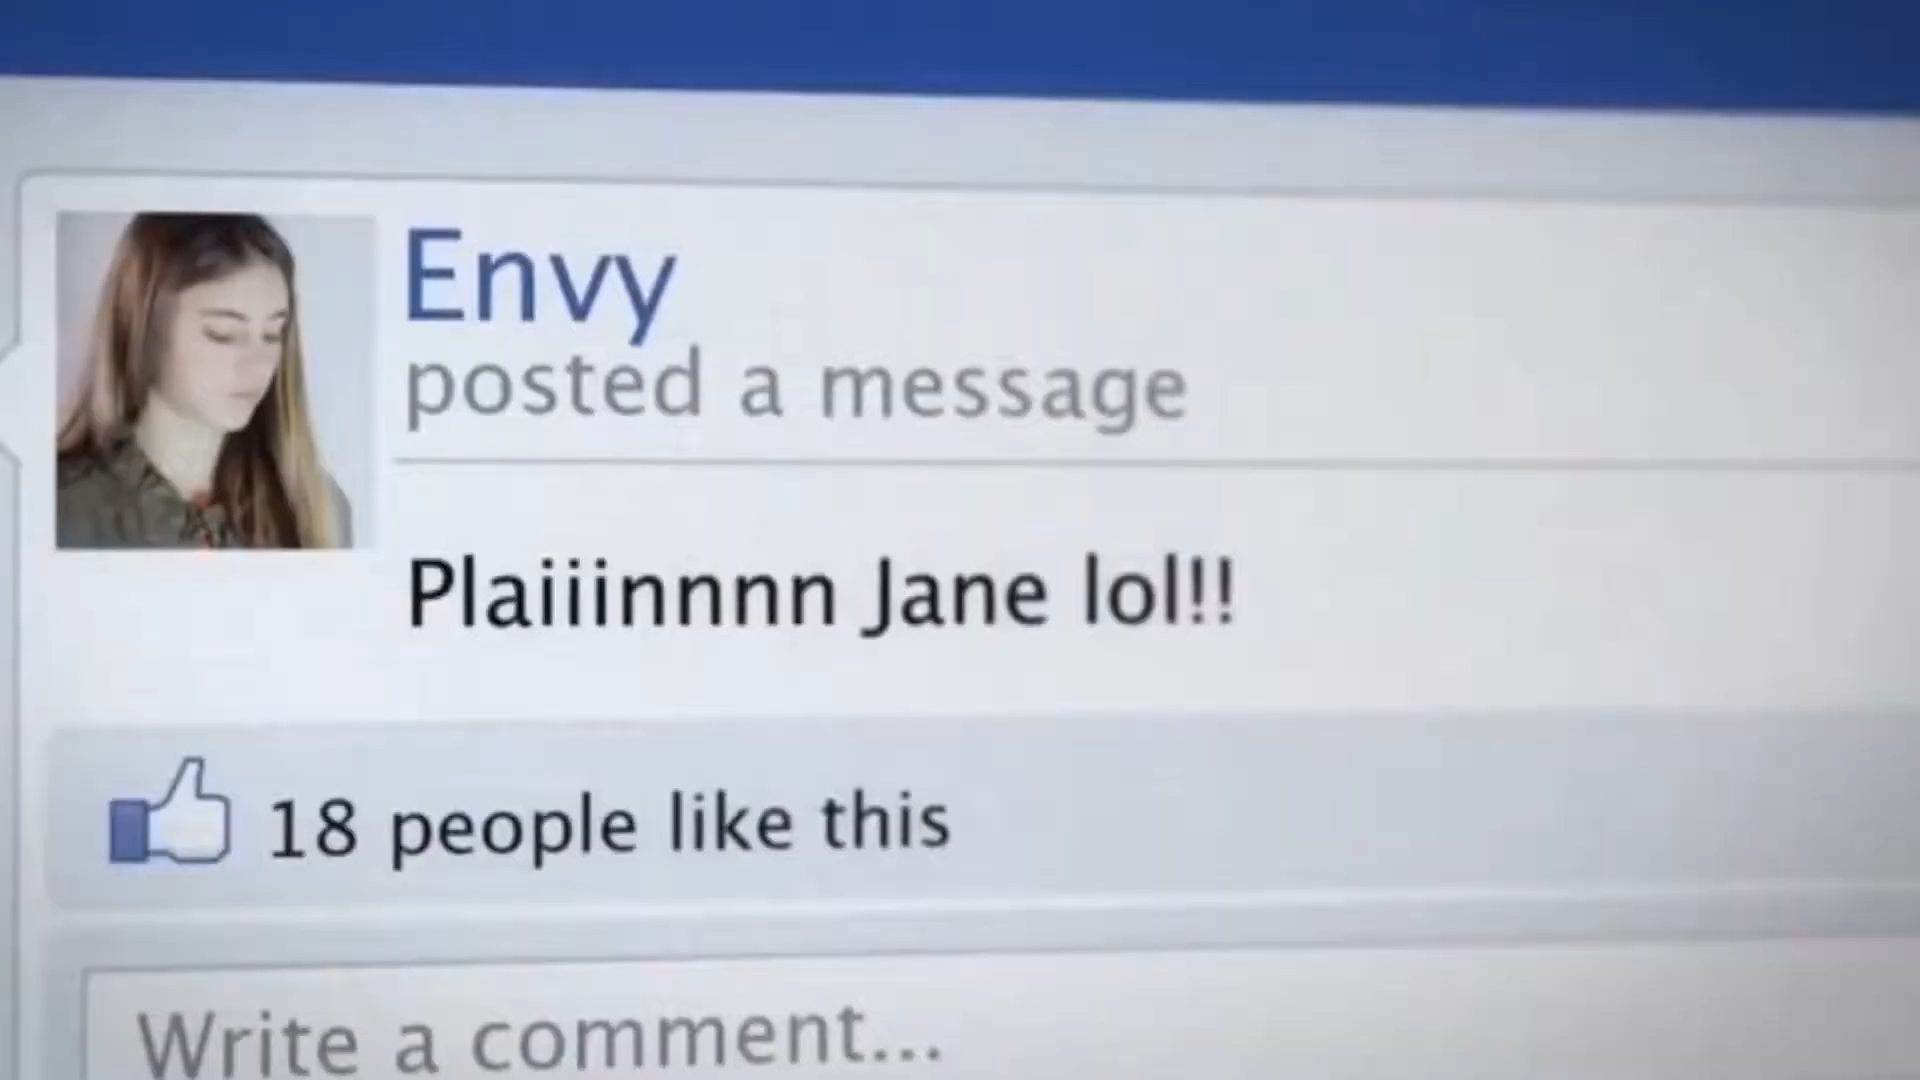 Envy
posted a message
Plaiiinnnn Jane lol!!
18 people like this
Write a comment...